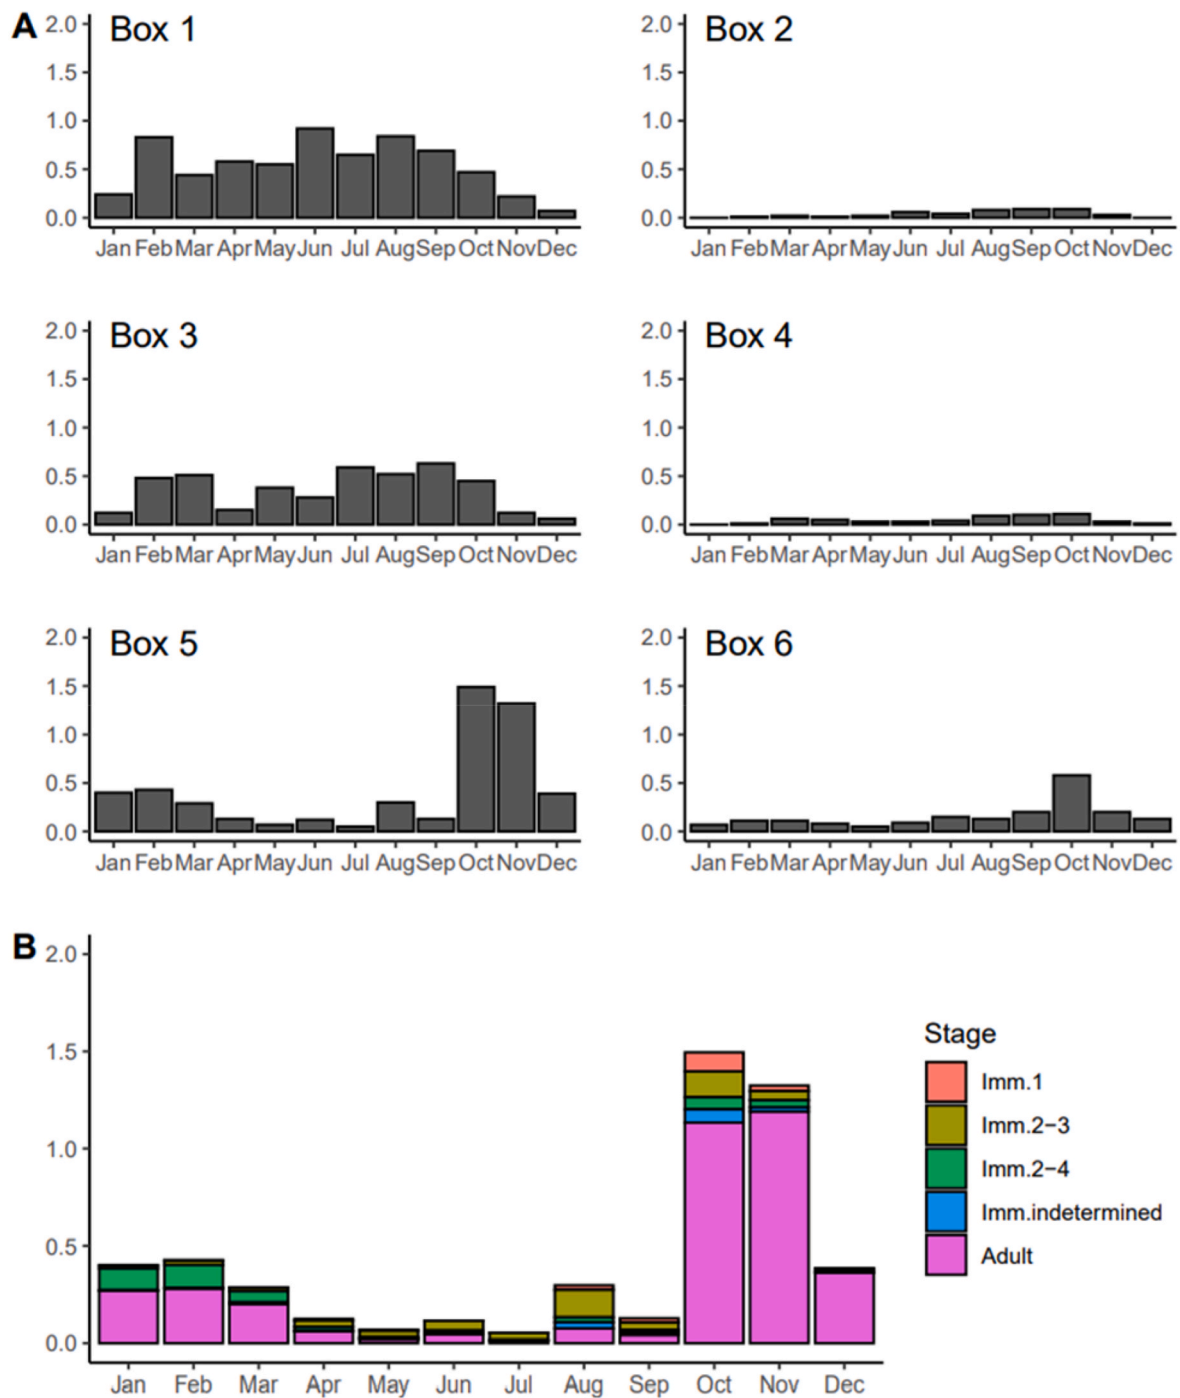 A
Box 1
2.0
1.5
1.0
0.5
0.0
Jan Feb Mar Apr May Jun Jul Aug Sep Oct Nov Dec
Box 2
2.0
1.5
1.0
0.5
0.0
Jan Feb Mar Apr May Jun Jul Aug Sep Oct Nov Dec
Box 3
2.0
1.5
1.0
0.5
0.0
Jan Feb Mar Apr May Jun Jul Aug Sep Oct Nov Dec
Box 4
2.0
1.5
1.0
0.5
0.0
Jan Feb Mar Apr May Jun Jul Aug Sep Oct Nov Dec
Box 5
2.0
1.5
1.0
0.5
0.0
Jan Feb Mar Apr May Jun Jul Aug Sep Oct Nov Dec
Box 6
2.0
1.5
1.0
0.5
0.0
Jan Feb Mar Apr May Jun Jul Aug Sep Oct Nov Dec
B
2.0
1.5
1.0
0.5
0.0
Jan Feb Mar Apr May Jun Jul Aug Sep Oct Nov Dec
Stage
Imm.1
Imm.2−3
Imm.2−4
Imm.indetermined
Adult